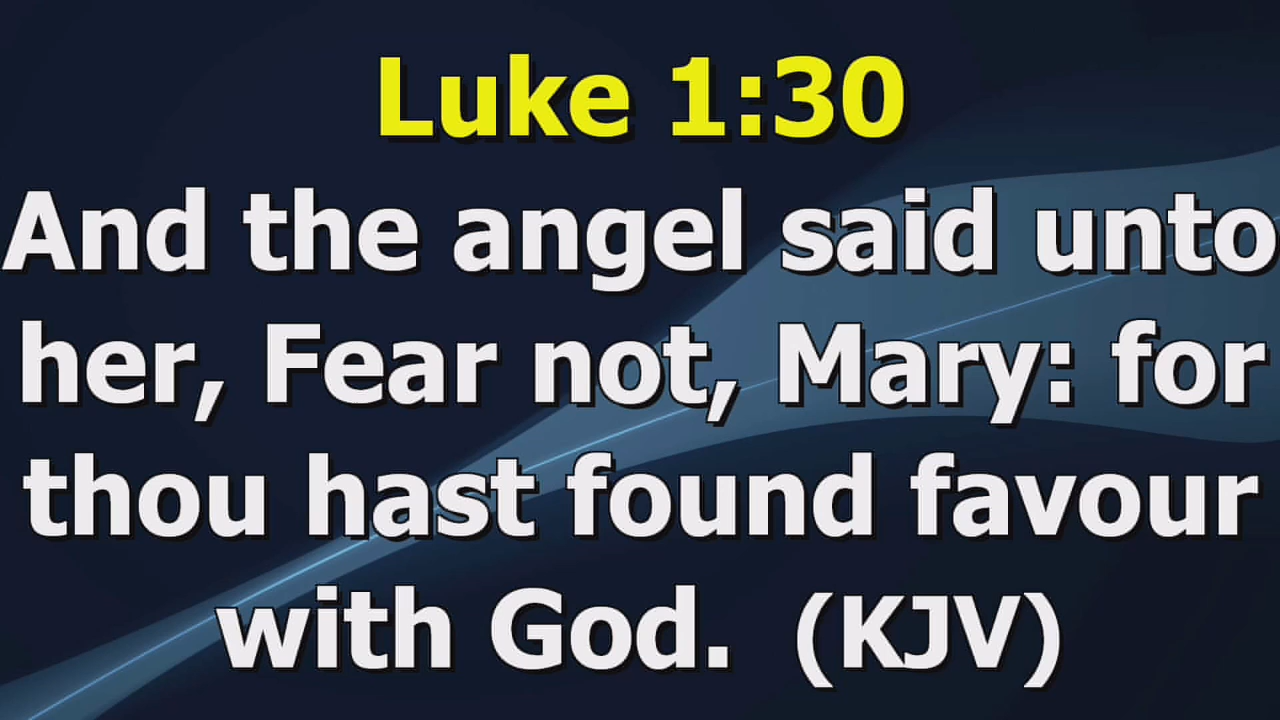 Luke 1:30
And the angel said unto
her, Fear not, Mary: for
thou hast found favour
with God.  (KJV)